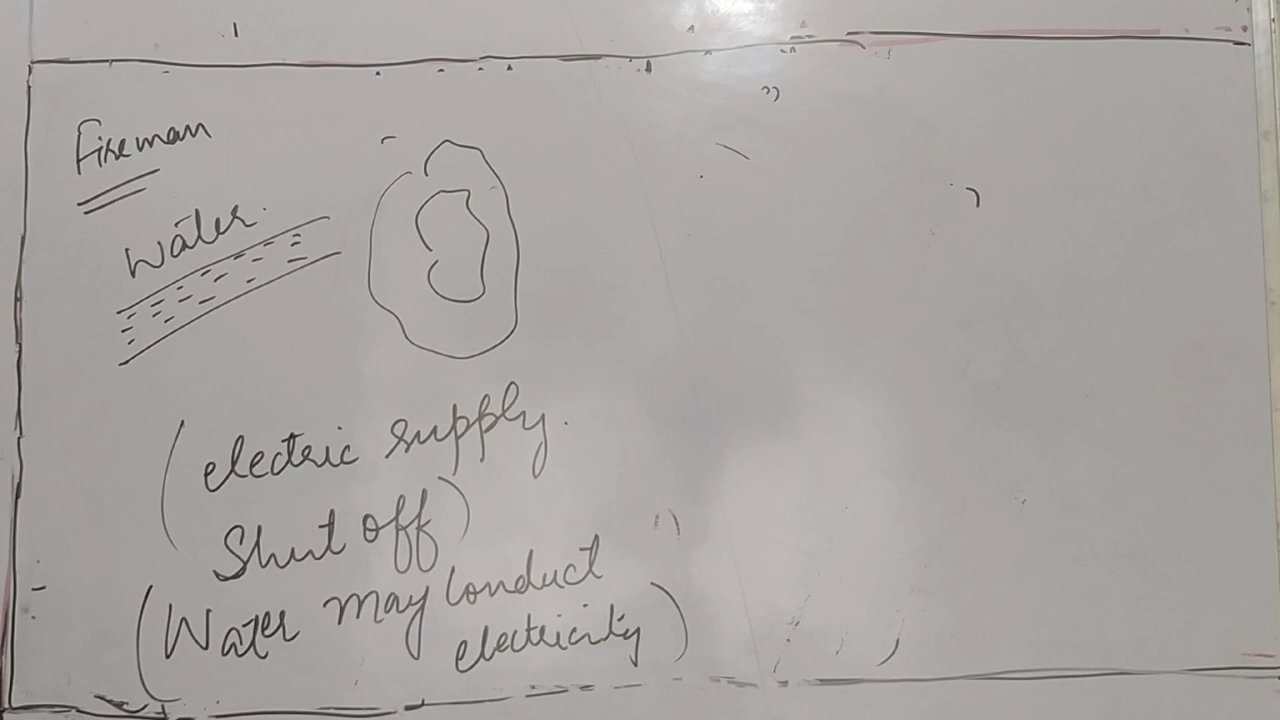 Fireman
Water.
(electric supply.
Shut off)
(Water may conduct
electricity)